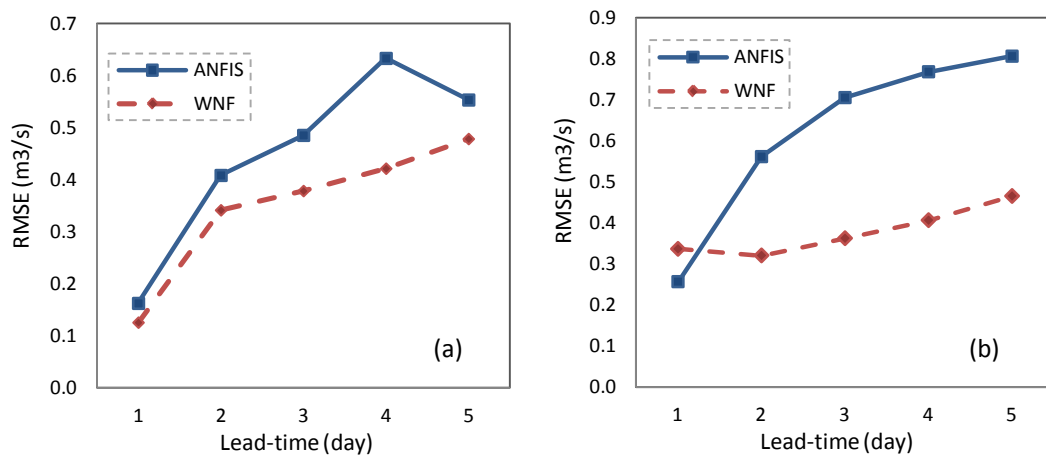 0.7
0.6
0.5
0.4
0.3
0.2
0.1
0.0
RMSE (m3/s)
ANFIS
WNF
(a)
1 2 3 4 5
Lead-time (day)
0.9
0.8
0.7
0.6
0.5
0.4
0.3
0.2
0.1
0.0
RMSE (m3/s)
ANFIS
WNF
(b)
1 2 3 4 5
Lead-time (day)